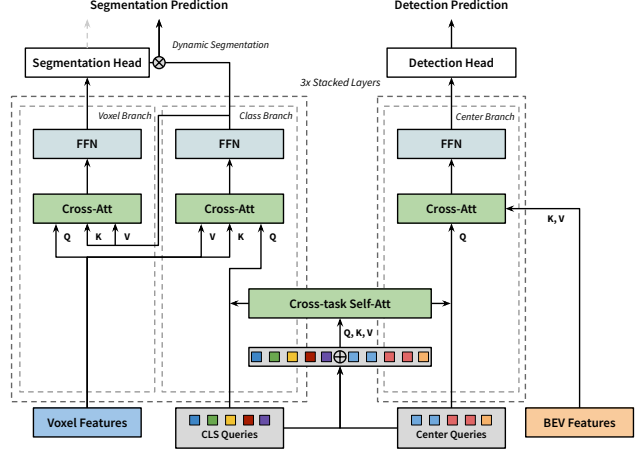 Segmentation Prediction
Detection Prediction
Dynamic Segmentation
Segmentation Head
Detection Head
3x Stacked Layers
Voxel Branch
Class Branch
Center Branch
FFN
FFN
FFN
Cross-Att
Cross-Att
Cross-Att
Q K V
V K Q
Q
K, V
Cross-task Self-Att
Q, K, V
Voxel Features
CLS Queries
Center Queries
BEV Features